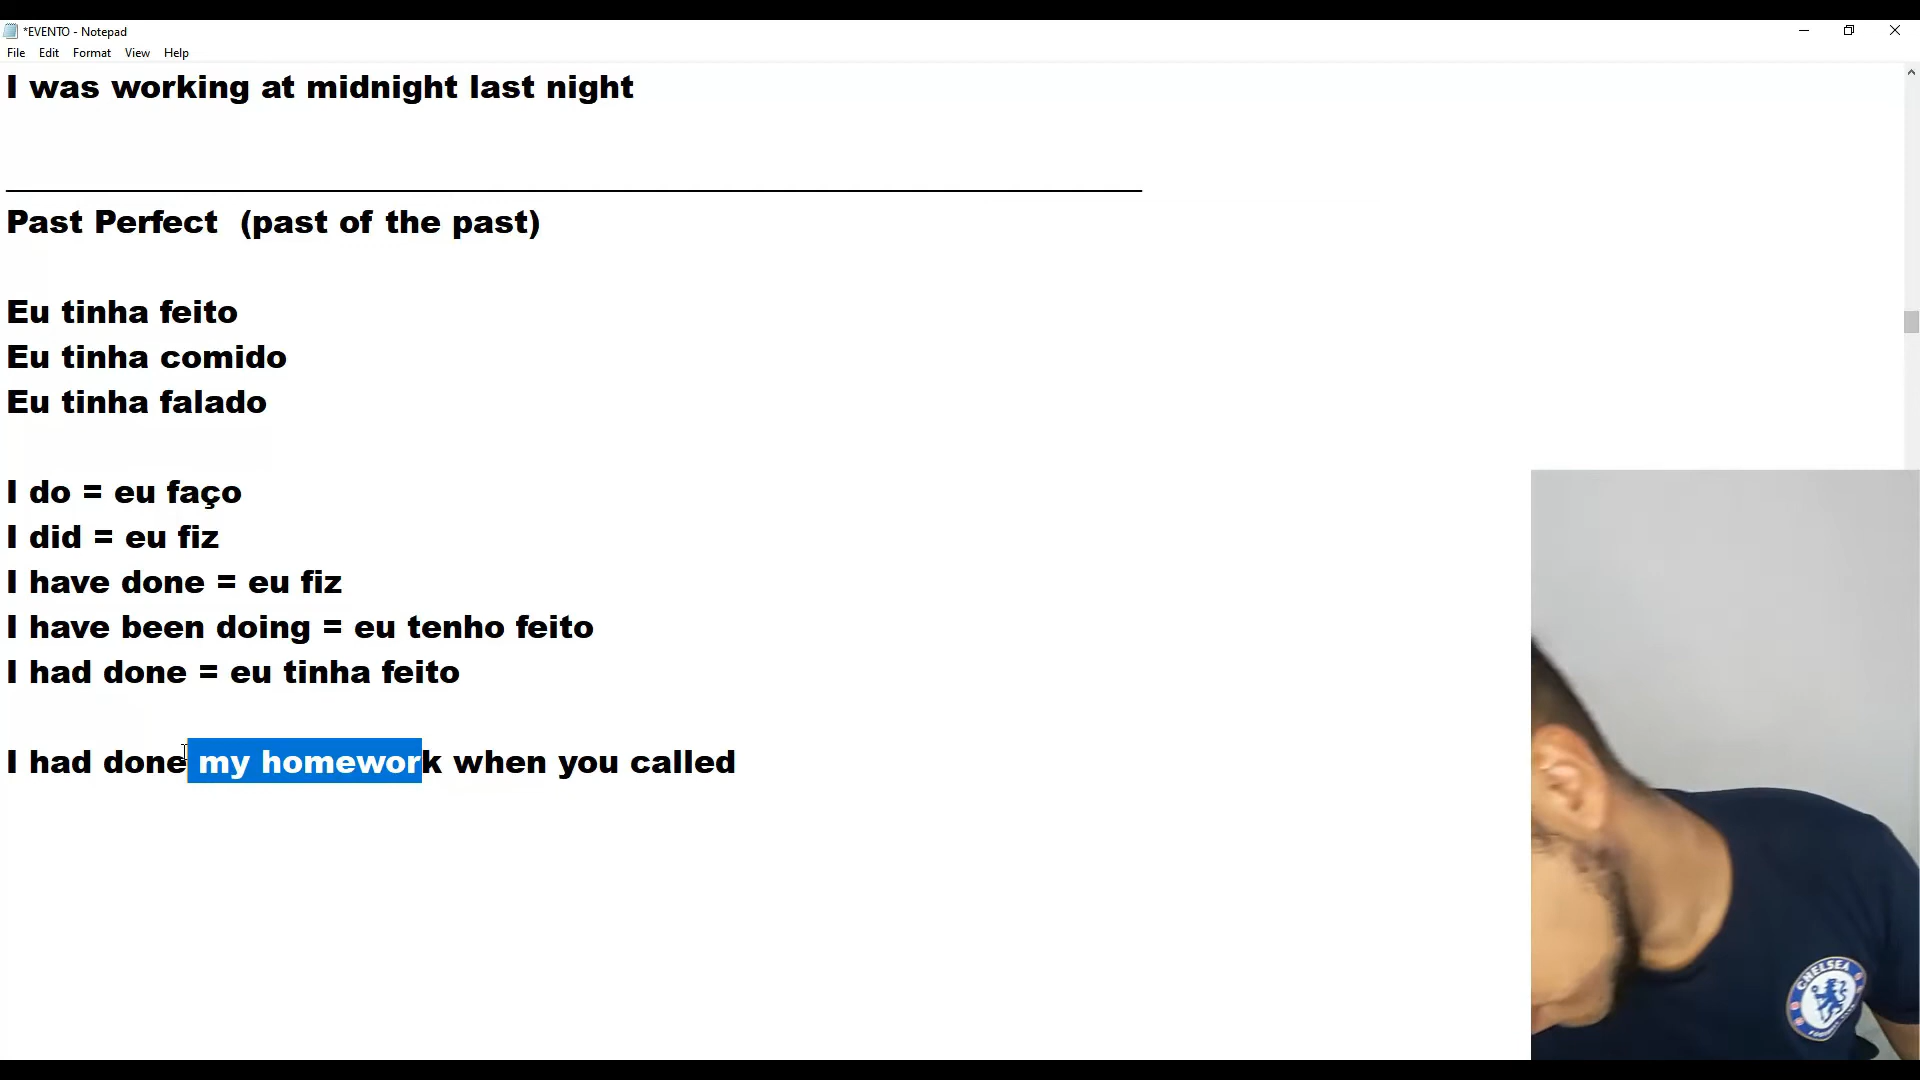 *EVENTO - Notepad
File Edit Format View Help
I was working at midnight last night
Past Perfect (past of the past)
Eu tinha feito
Eu tinha comido
Eu tinha falado
I do = eu faço
I did = eu fiz
I have done = eu fiz
I have been doing = eu tenho feito
I had done = eu tinha feito
I had done my homework when you called
CHELSEA
FOOTBALL CLUB